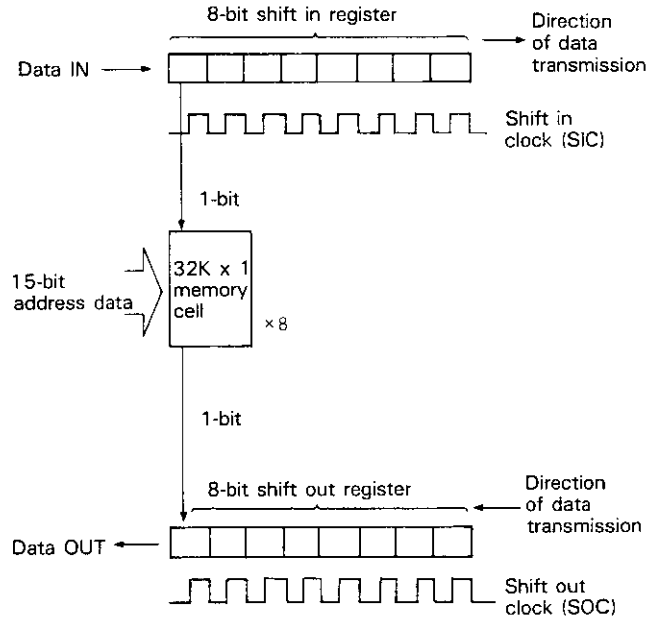 8-bit shift in register
Direction
of data
transmission
Data IN
Shift in
clock (SIC)
1-bit
15-bit
address data
32K x 1
memory
cell
×8
1-bit
8-bit shift out register
Direction
of data
transmission
Data OUT
Shift out
clock (SOC)